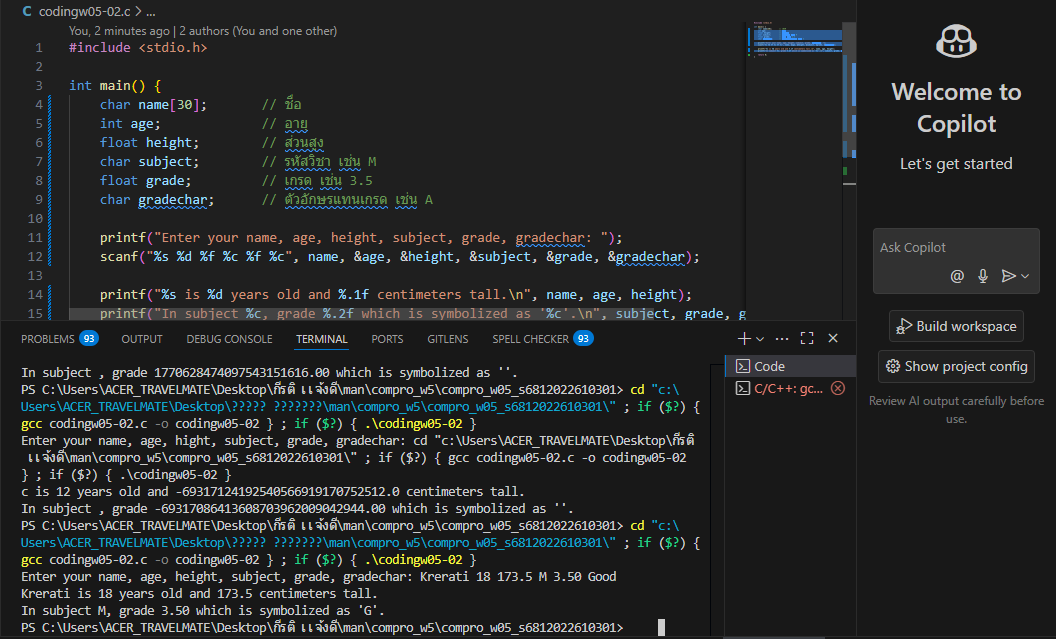 C codingw05-02.c > ...
You, 2 minutes ago | 2 authors (You and one other)
1 #include <stdio.h>
2
3 int main() {
4 char name[30]; // ชื่อ
5 int age; // อายุ
6 float height; // ส่วนสูง
7 char subject; // รหัสวิชา เช่น M
8 float grade; // เกรด เช่น 3.5
9 char gradechar; // ตัวอักษรแทนเกรด เช่น A
10
11 printf("Enter your name, age, height, subject, grade, gradechar: ");
12 scanf("%s %d %f %c %f %c", name, &age, &height, &subject, &grade, &gradechar);
13
14 printf("%s is %d years old and %.1f centimeters tall.\n", name, age, height);
15 printf("In subject %c, grade %.2f which is symbolized as '%c'.\n", subject, grade, g
PROBLEMS 93 OUTPUT DEBUG CONSOLE TERMINAL PORTS GITLENS SPELL CHECKER 93
In subject , grade 1770628474097543151616.00 which is symbolized as ''.
PS C:\Users\ACER_TRAVELMATE\Desktop\กีรติ เเจ้งดี\man\compro_w5\compro_w05_s6812022610301> cd "c:\
Users\ACER_TRAVELMATE\Desktop\????? ???????\man\compro_w5\compro_w05_s6812022610301\" ; if ($?) {
gcc codingw05-02.c -o codingw05-02 } ; if ($?) { .\codingw05-02 }
Enter your name, age, hight, subject, grade, gradechar: cd "c:\Users\ACER_TRAVELMATE\Desktop\กีรติ
เเจ้งดี\man\compro_w5\compro_w05_s6812022610301\" ; if ($?) { gcc codingw05-02.c -o codingw05-02
} ; if ($?) { .\codingw05-02 }
c is 12 years old and -69317124192540566919170752512.0 centimeters tall.
In subject , grade -69317086413608703962009042944.00 which is symbolized as ''.
PS C:\Users\ACER_TRAVELMATE\Desktop\กีรติ เเจ้งดี\man\compro_w5\compro_w05_s6812022610301> cd "c:\
Users\ACER_TRAVELMATE\Desktop\????? ???????\man\compro_w5\compro_w05_s6812022610301\" ; if ($?) {
gcc codingw05-02.c -o codingw05-02 } ; if ($?) { .\codingw05-02 }
Enter your name, age, height, subject, grade, gradechar: Krerati 18 173.5 M 3.50 Good
Krerati is 18 years old and 173.5 centimeters tall.
In subject M, grade 3.50 which is symbolized as 'G'.
PS C:\Users\ACER_TRAVELMATE\Desktop\กีรติ เเจ้งดี\man\compro_w5\compro_w05_s6812022610301>
Code
C/C++: gc...
Welcome to
Copilot
Let's get started
Ask Copilot
Build workspace
Show project config
Review AI output carefully before
use.